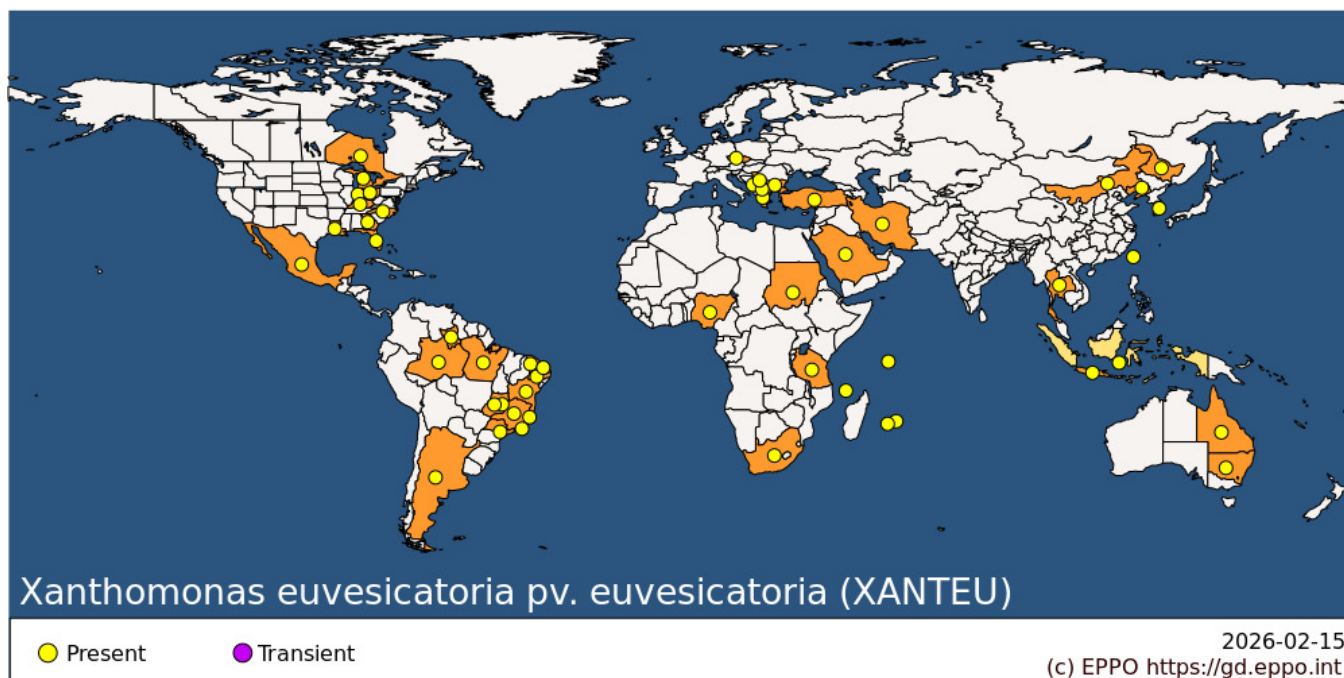 Xanthomonas euvesicatoria pv. euvesicatoria (XANTEU)
Present
Transient
2026-02-15
(c) EPPO https://gd.eppo.int